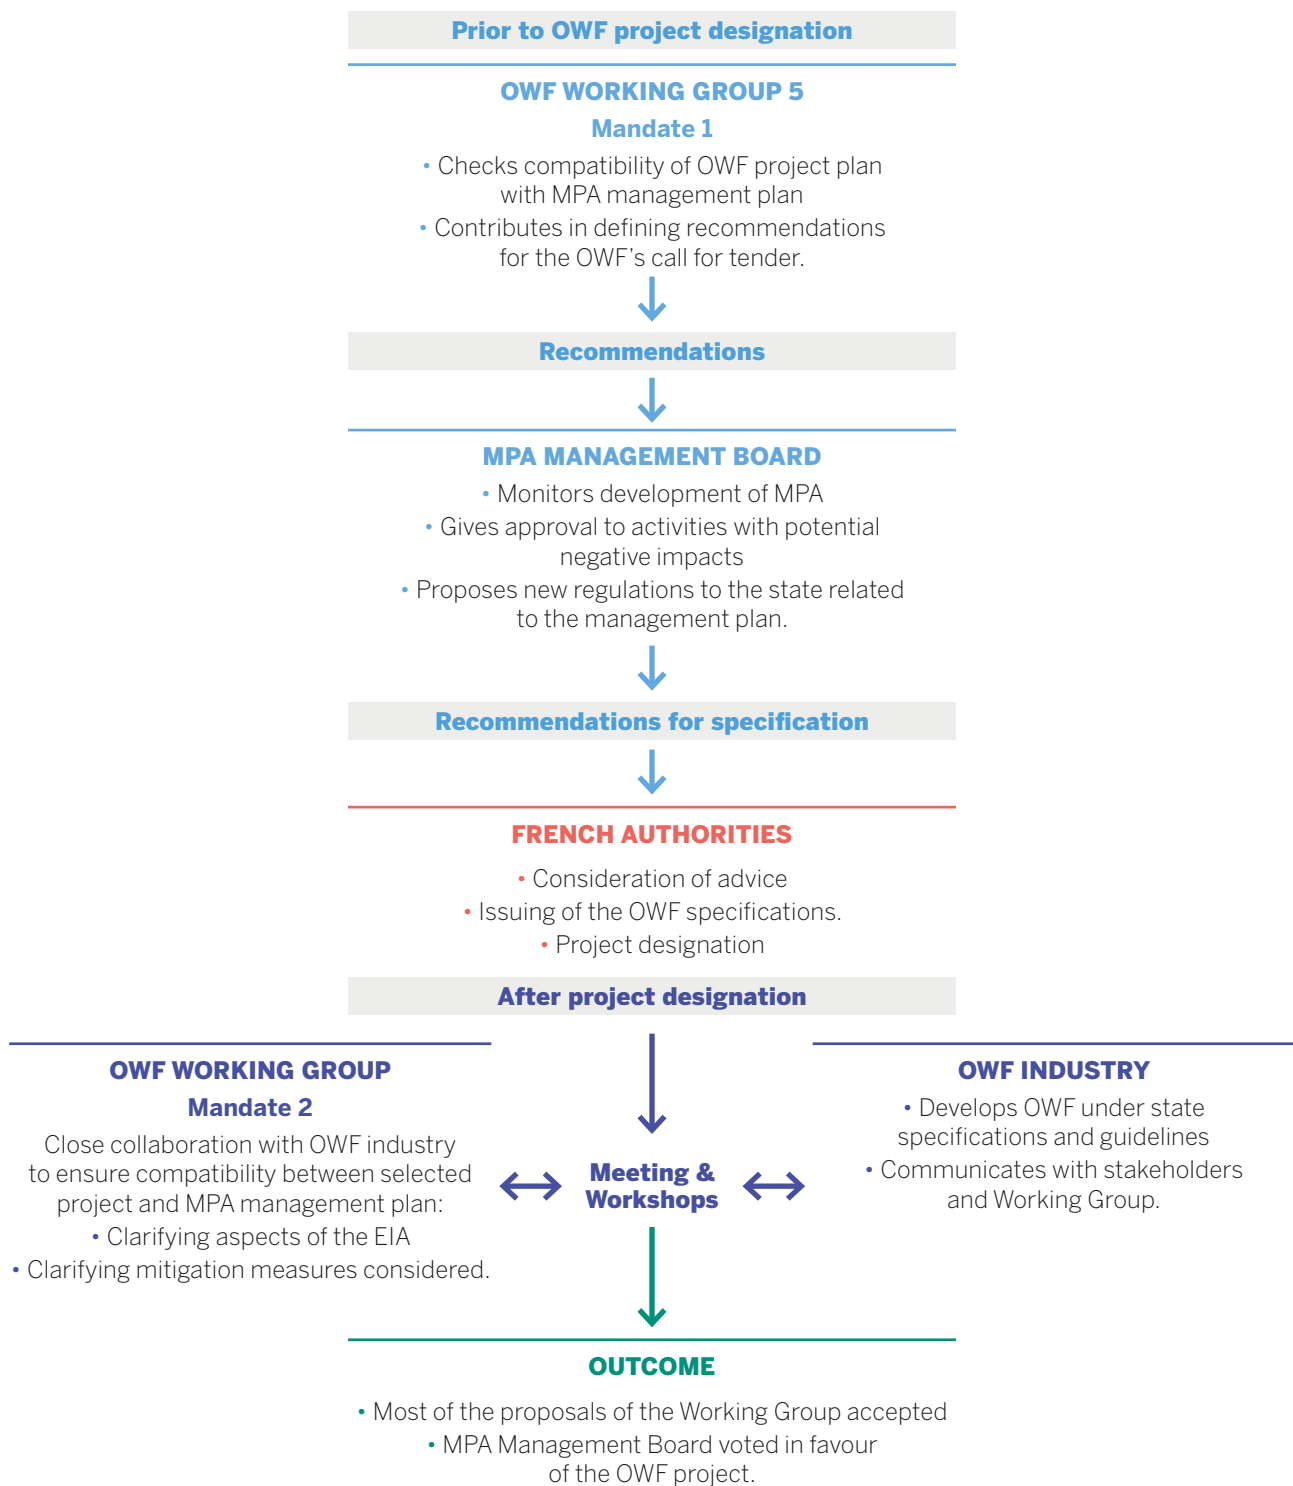 Prior to OWF project designation
OWF WORKING GROUP 5
Mandate 1
• Checks compatibility of OWF project plan
with MPA management plan
• Contributes in defining recommendations
for the OWF's call for tender.
Recommendations
MPA MANAGEMENT BOARD
• Monitors development of MPA
• Gives approval to activities with potential
negative impacts
• Proposes new regulations to the state related
to the management plan.
Recommendations for specification
FRENCH AUTHORITIES
• Consideration of advice
• Issuing of the OWF specifications.
• Project designation
After project designation
OWF WORKING GROUP
Mandate 2
Close collaboration with OWF industry
to ensure compatibility between selected
project and MPA management plan:
• Clarifying aspects of the EIA
• Clarifying mitigation measures considered.
Meeting &
Workshops
OWF INDUSTRY
• Develops OWF under state
specifications and guidelines
• Communicates with stakeholders
and Working Group.
OUTCOME
• Most of the proposals of the Working Group accepted
• MPA Management Board voted in favour
of the OWF project.